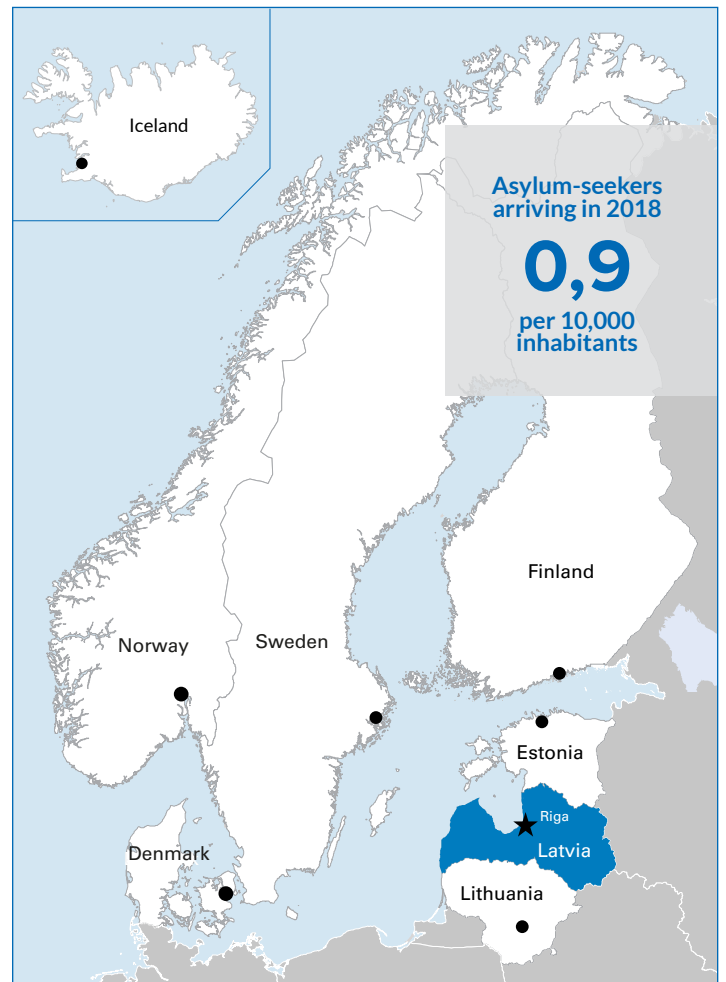 Iceland
Asylum-seekers
arriving in 2018
0,9
per 10,000
inhabitants
Finland
Norway
Sweden
Estonia
Riga
Latvia
Denmark
Lithuania